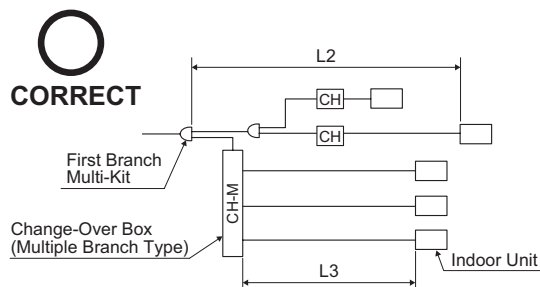 CORRECT
L2
CH
CH
First Branch
Multi-Kit
CH-M
Change-Over Box
(Multiple Branch Type)
L3
Indoor Unit